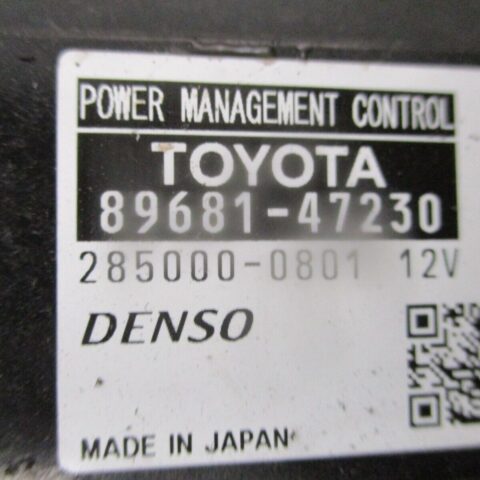 POWER MANAGEMENT CONTROL
TOYOTA
89681-47230
285000-0801 12V
DENSO
MADE IN JAPAN